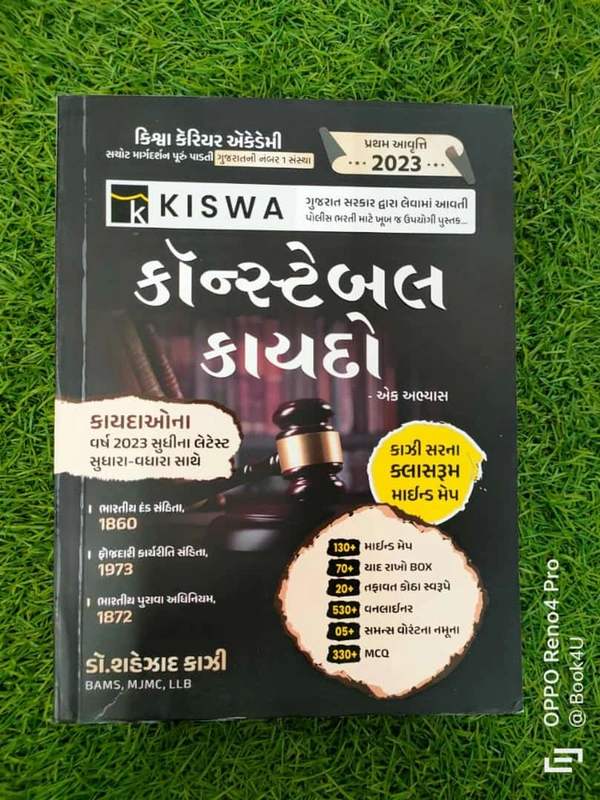 કિશ્વા કેરિયર ઍકેડેમી
સચોટ માર્ગદર્શન પૂરું પાડતી ગુજરાતની નંબર 1 સંસ્થા
પ્રથમ આવૃત્તિ
2023
KISWA
ગુજરાત સરકાર દ્વારા લેવામાં આવતી
પોલીસ ભરતી માટે ખૂબ જ ઉપયોગી પુસ્તક...
કૉન્સ્ટેબલ
કાયદો
- એક અભ્યાસ
કાયદાઓના
વર્ષ 2023 સુધીના લેટેસ્ટ
સુધારા-વધારા સાથે
કાઝી સરના
ક્લાસરૂમ
માઈન્ડ મેપ
ભારતીય દંડ સંહિતા,
1860
ફોજદારી કાર્યરીતિ સંહિતા,
1973
ભારતીય પુરાવા અધિનિયમ,
1872
130+ માઈન્ડ મેપ
70+ યાદ રાખો BOX
20+ તફાવત કોઠા સ્વરૂપે
530+ વનલાઈનર
05+ સમન્સ વોરંટના નમૂના
330+ MCQ
ડૉ.શહેઝાદ કાઝી
BAMS, MJMC, LLB
OPPO Reno4 Pro
@ Book4U